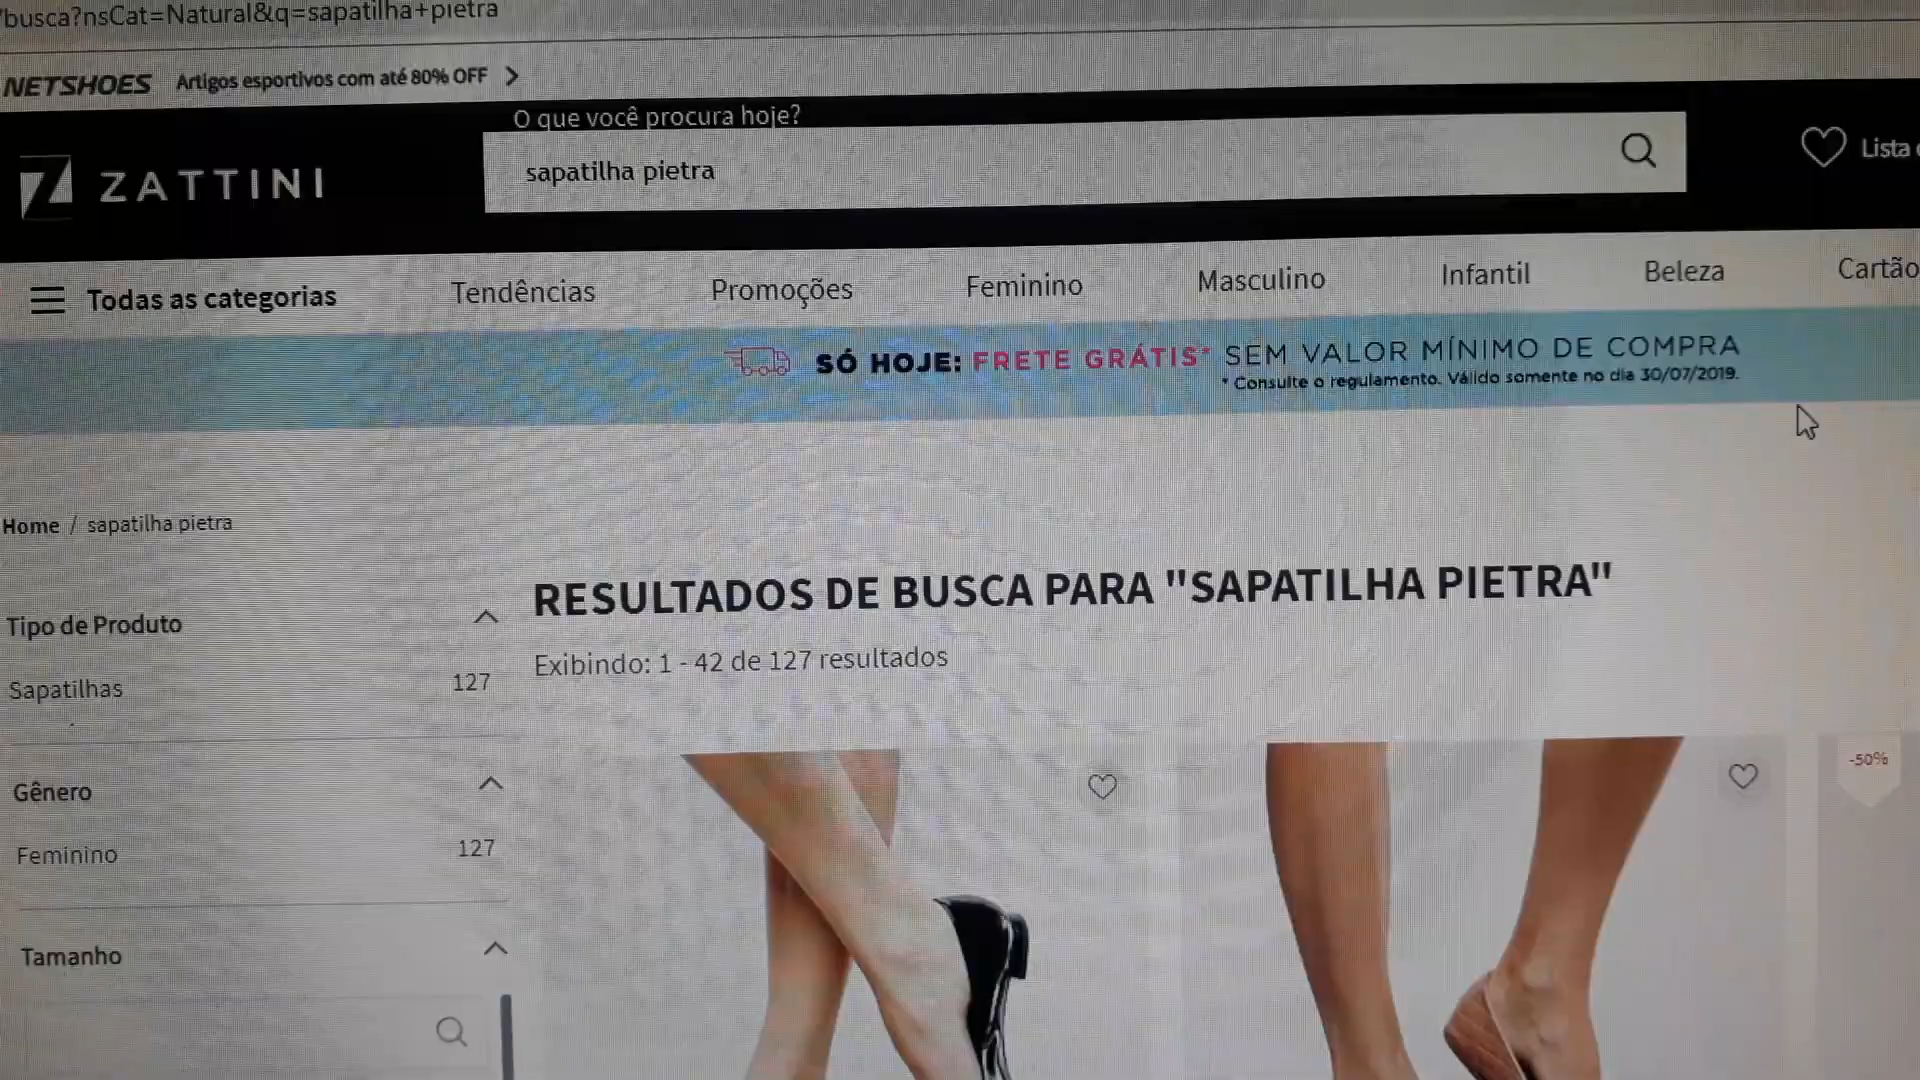 /busca?nsCat=Natural&q=sapatilha+pietra
NETSHOES Artigos esportivos com até 80% OFF
O que você procura hoje?
ZATTINI
sapatilha pietra
Lista
Todas as categorias
Tendências
Promoções
Feminino
Masculino
Infantil
Beleza
Cartão
SÓ HOJE: FRETE GRÁTIS* SEM VALOR MÍNIMO DE COMPRA
* Consulte o regulamento. Válido somente no dia 30/07/2019.
Home / sapatilha pietra
RESULTADOS DE BUSCA PARA "SAPATILHA PIETRA"
Exibindo: 1 - 42 de 127 resultados
Tipo de Produto
Sapatilhas 127
Gênero
Feminino 127
Tamanho
-50%